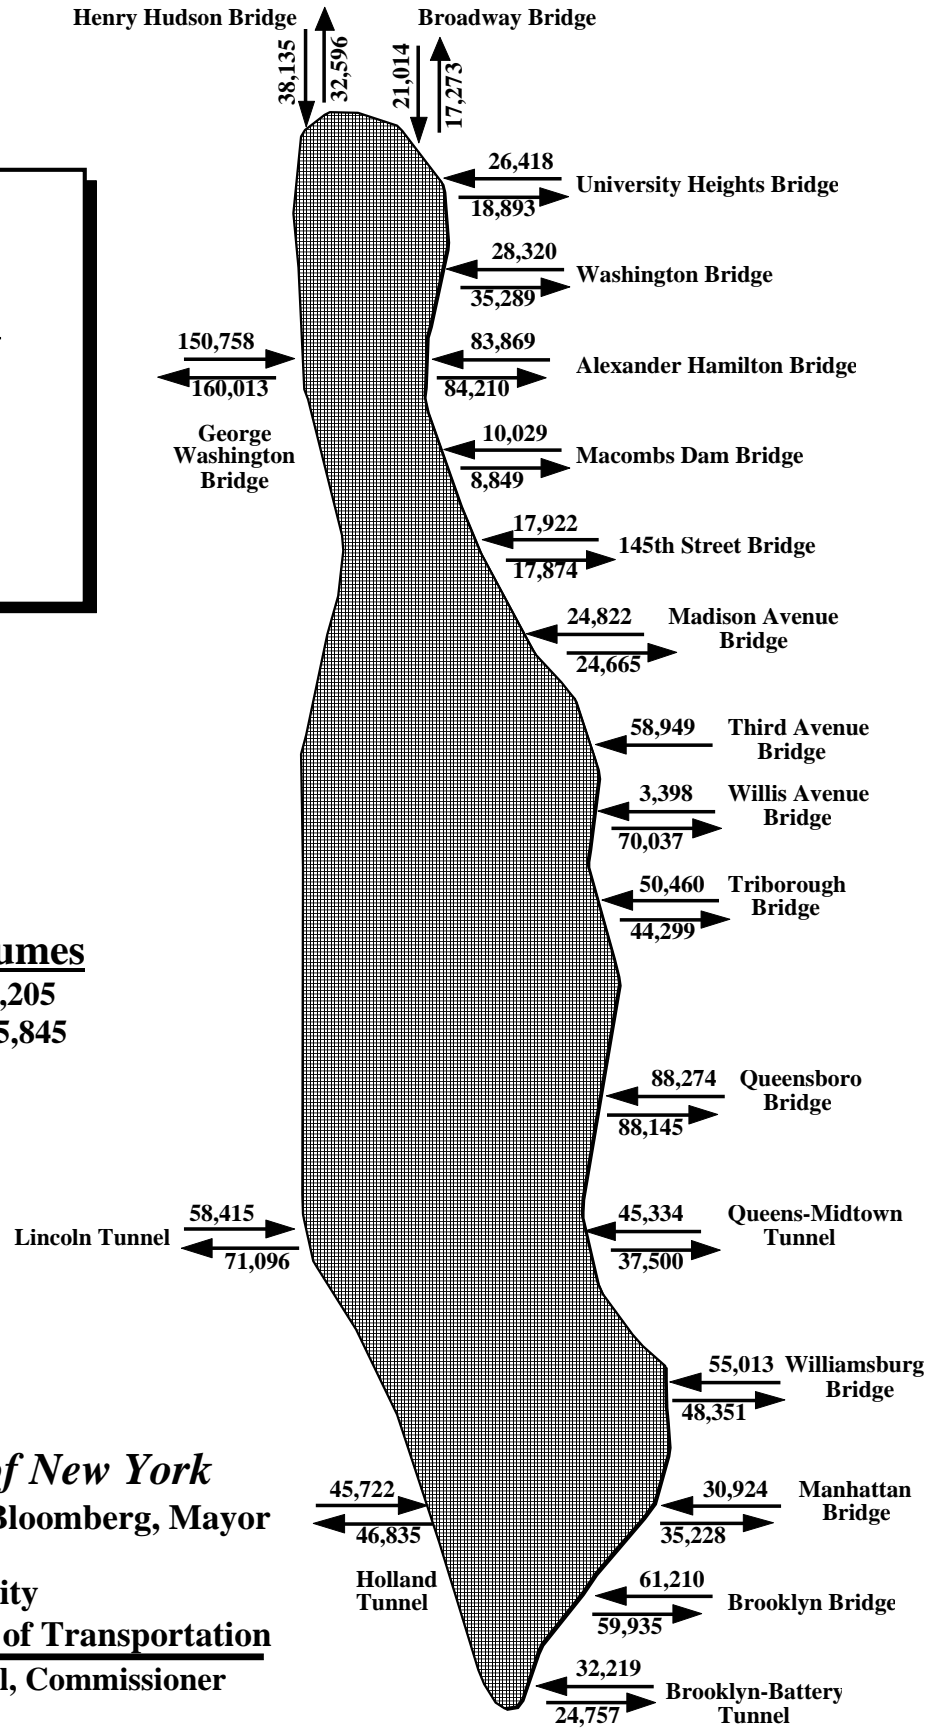 Henry Hudson Bridge
Broadway Bridge
38,135
32,596
21,014
17,273
26,418
University Heights Bridge
18,893
28,320
Washington Bridge
35,289
150,758
160,013
George
Washington
Bridge
83,869
Alexander Hamilton Bridge
84,210
10,029
Macombs Dam Bridge
8,849
17,922
145th Street Bridge
17,874
24,822
Madison Avenue
Bridge
24,665
58,949
Third Avenue
Bridge
3,398
Willis Avenue
Bridge
70,037
50,460
Triborough
Bridge
44,299
umes
,205
5,845
88,274
Queensboro
Bridge
88,145
58,415
Lincoln Tunnel
71,096
45,334
Queens-Midtown
Tunnel
37,500
55,013
Williamsburg
Bridge
48,351
of New York
Bloomberg, Mayor
45,722
46,835
Holland
Tunnel
30,924
Manhattan
Bridge
35,228
ity
of Transportation
l, Commissioner
61,210
Brooklyn Bridge
59,935
32,219
Brooklyn-Battery
Tunnel
24,757